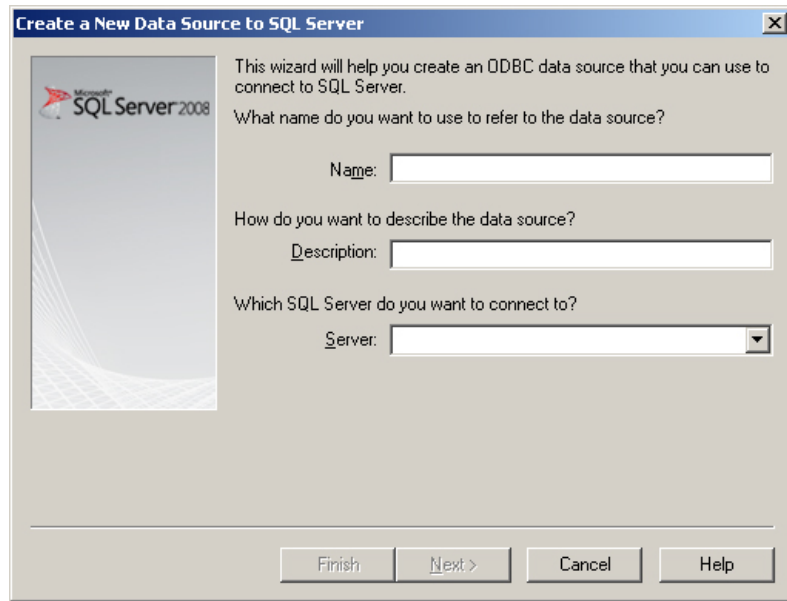 Create a New Data Source to SQL Server
This wizard will help you create an ODBC data source that you can use to
connect to SQL Server.
Microsoft®
SQL Server 2008
What name do you want to use to refer to the data source?
Name:
How do you want to describe the data source?
Description:
Which SQL Server do you want to connect to?
Server:
Finish
Next >
Cancel
Help